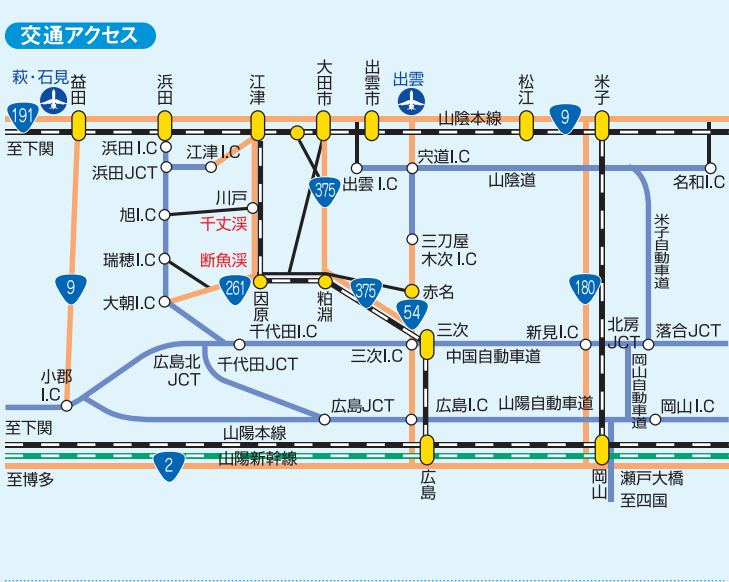 交通アクセス
萩・石見
益田
浜田
江津
大田市
出雲市
出雲
松江
米子
191
山陰本線
9
至下関
浜田I.C
江津I.C
浜田JCT
宍道I.C
375
出雲I.C
山陰道
名和I.C
旭I.C
川戸
千丈渓
三刀屋
木次I.C
米子自動車道
瑞穂I.C
断魚渓
9
261
375
赤名
180
大朝I.C
因原
粕淵
54
千代田I.C
三次
新見I.C
北房
JCT
落合JCT
広島北
JCT
千代田JCT
三次I.C
中国自動車道
岡山自動車道
小郡
I.C
広島JCT
広島I.C
山陽自動車道
岡山I.C
至下関
山陽本線
山陽新幹線
2
至博多
広島
岡山
瀬戸大橋
至四国